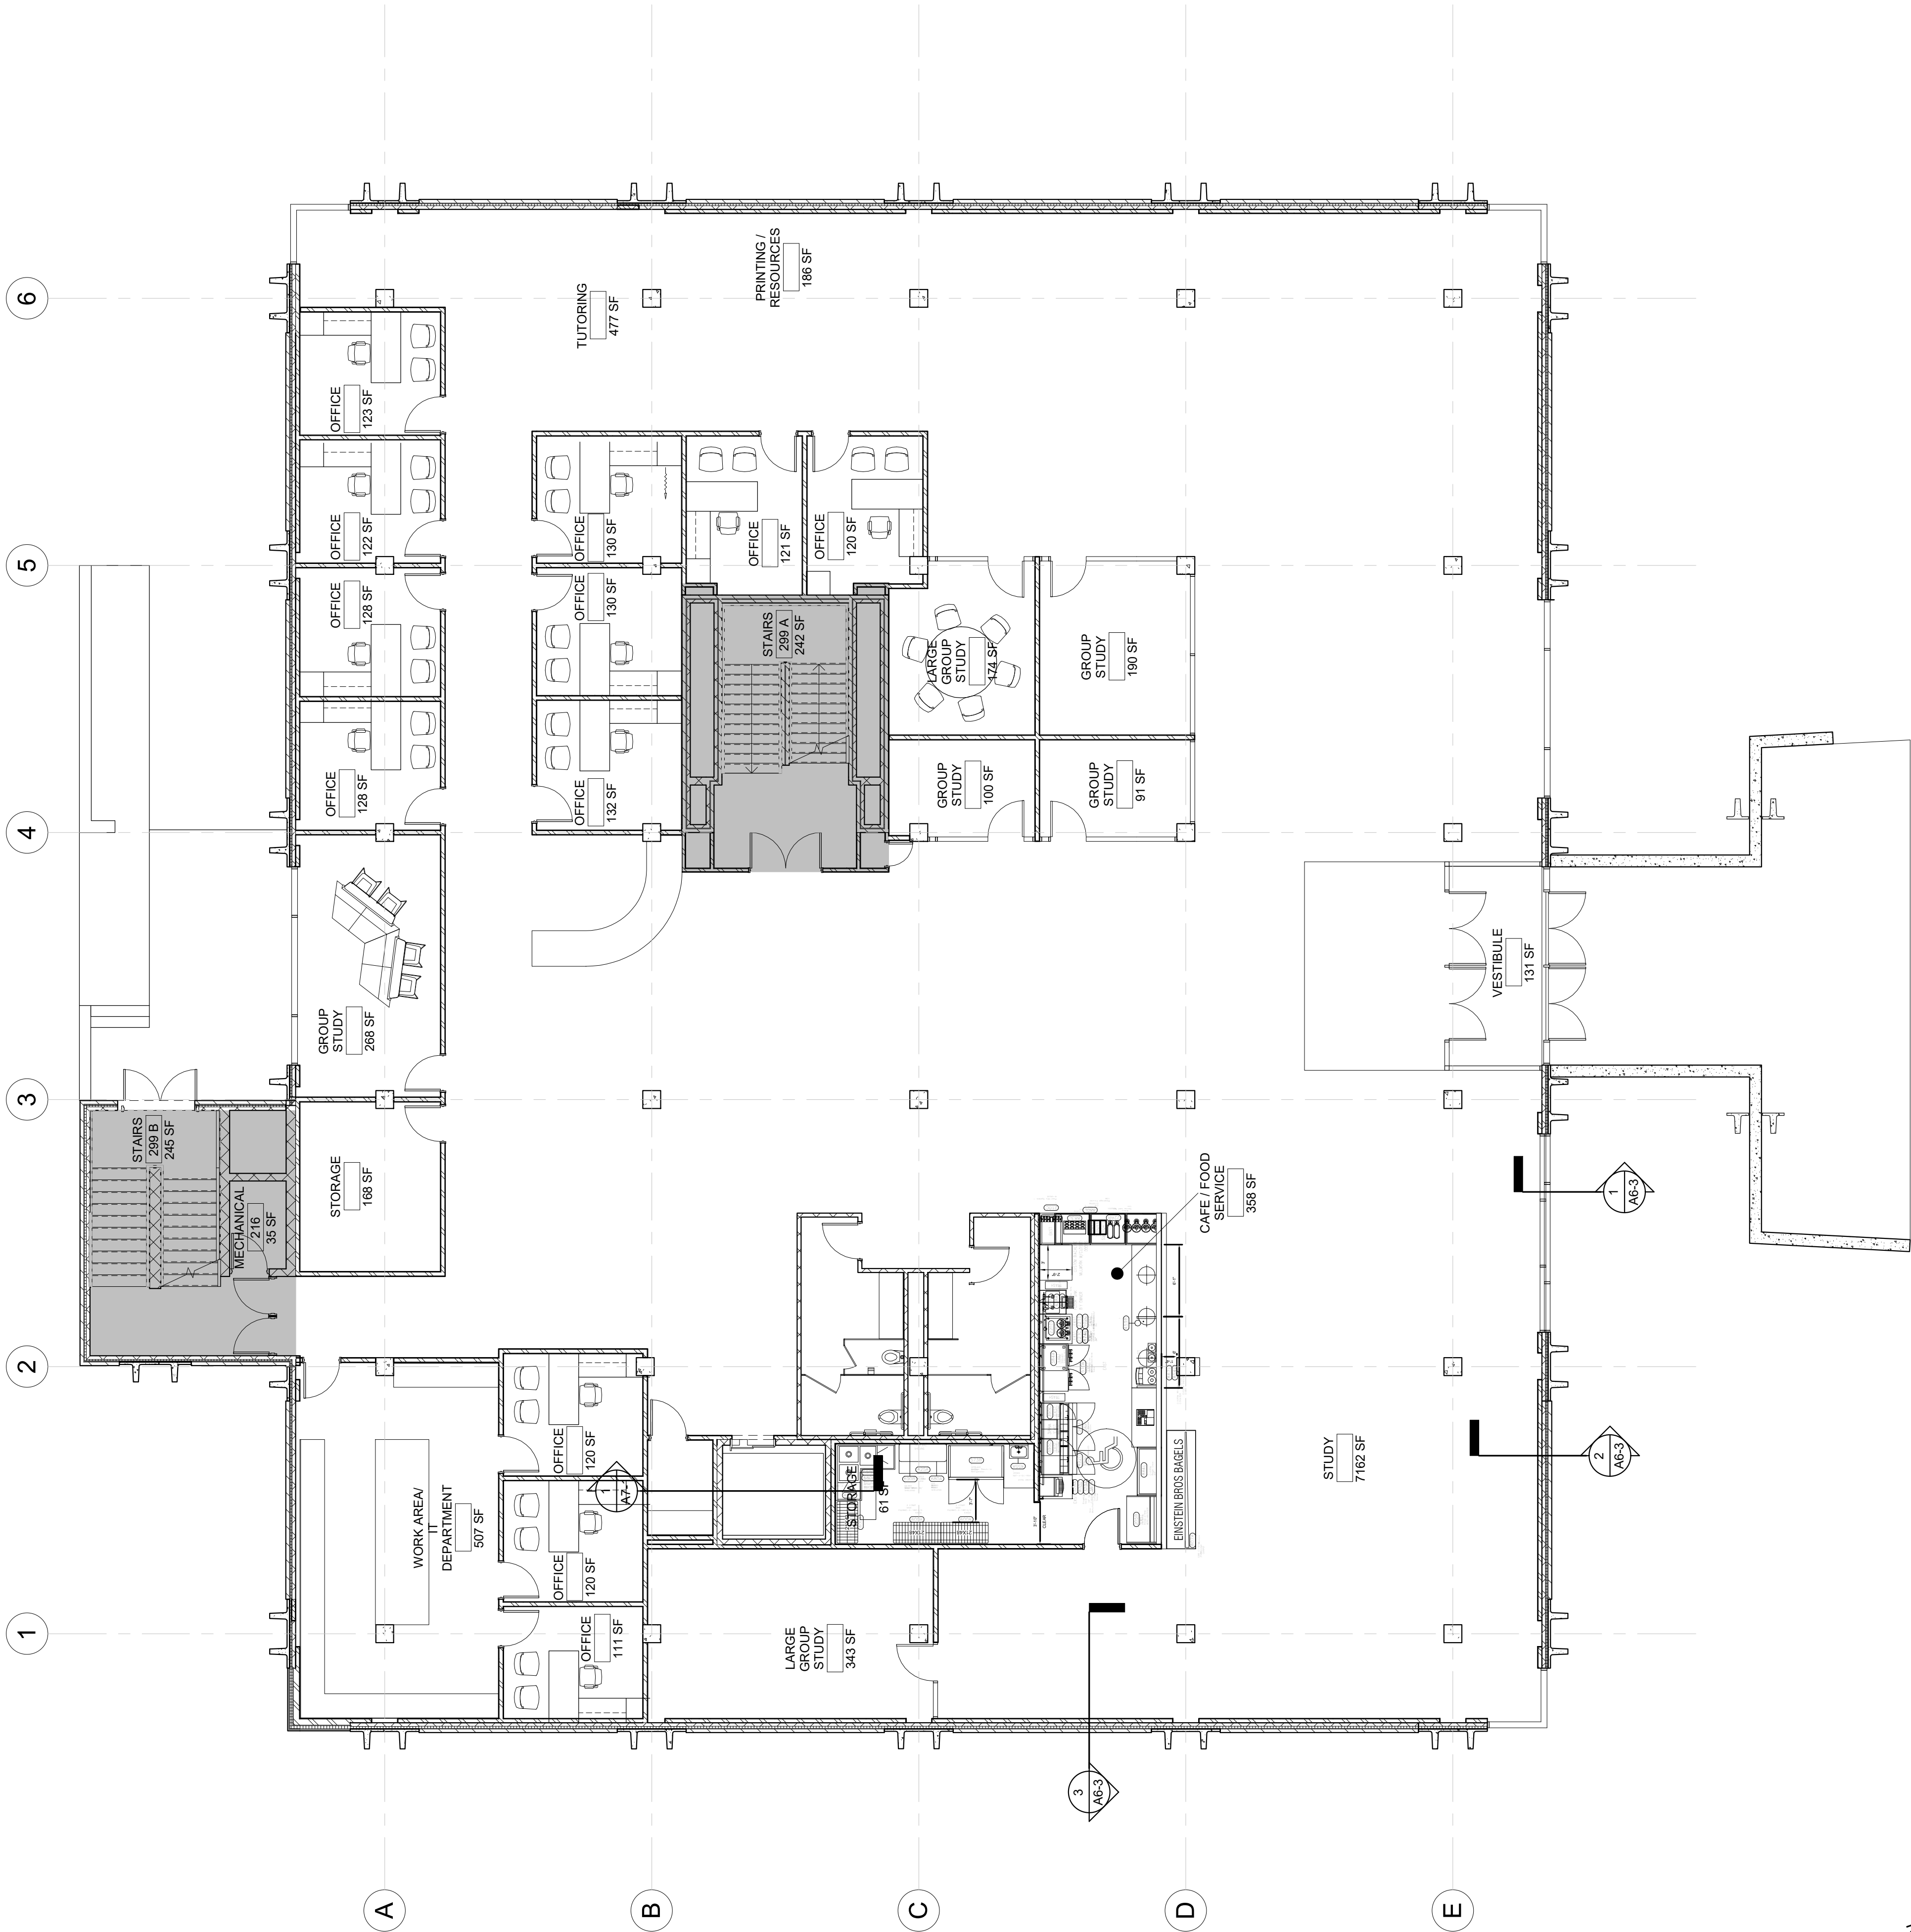 6
5
4
3
2
1
A
B
C
D
E
OFFICE
123 SF
OFFICE
122 SF
OFFICE
128 SF
OFFICE
128 SF
GROUP
STUDY
268 SF
STORAGE
168 SF
STAIRS
299 B
245 SF
MECHANICAL
216
35 SF
WORK AREA/
IT
DEPARTMENT
507 SF
OFFICE
120 SF
OFFICE
120 SF
OFFICE
111 SF
TUTORING
477 SF
PRINTING /
RESOURCES
186 SF
OFFICE
130 SF
OFFICE
130 SF
OFFICE
132 SF
OFFICE
121 SF
OFFICE
120 SF
STAIRS
299 A
242 SF
LARGE
GROUP
STUDY
174 SF
GROUP
STUDY
190 SF
GROUP
STUDY
100 SF
GROUP
STUDY
91 SF
LARGE
GROUP
STUDY
343 SF
STORAGE
61 SF
1
A7-
CLEAR
CAFE / FOOD
SERVICE
358 SF
EINSTEIN BROS BAGELS
STUDY
7162 SF
VESTIBULE
131 SF
1
A6-3
2
A6-3
3
A6-3